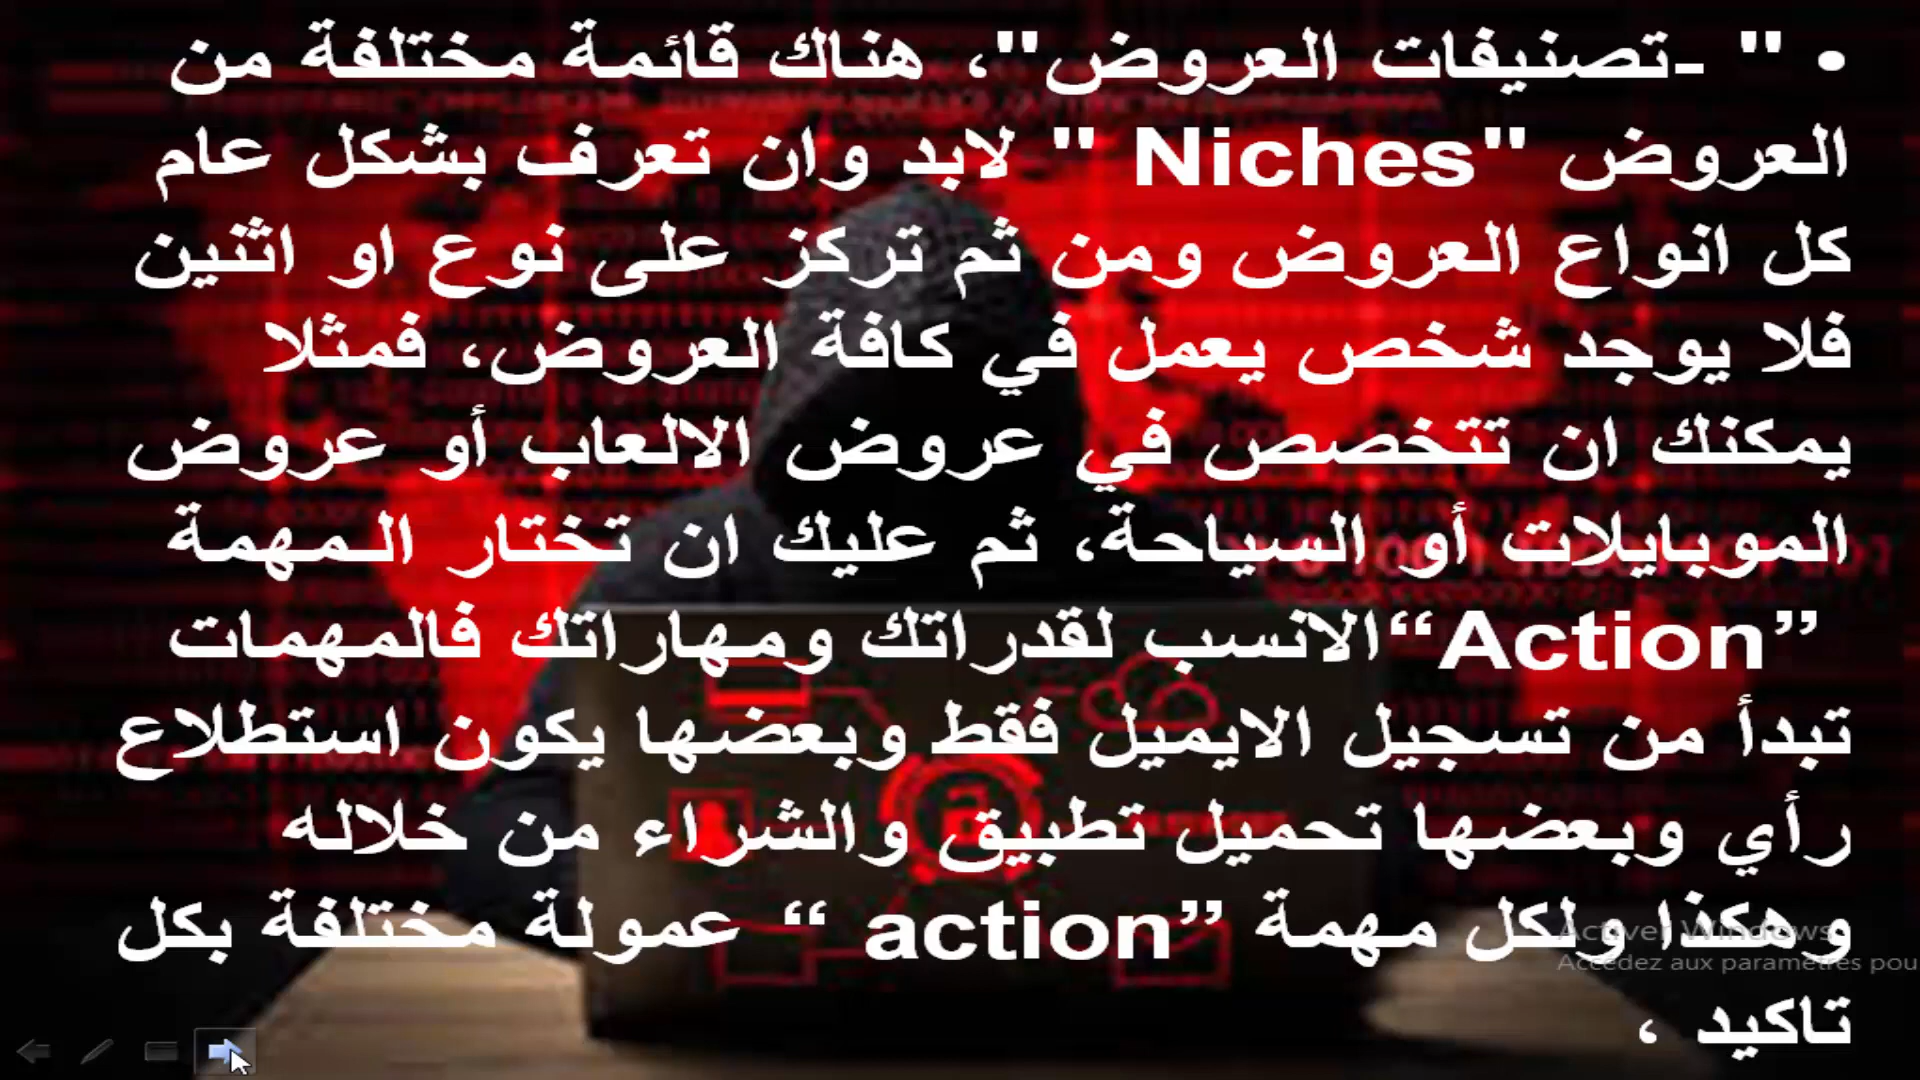 • " -تصنيفات العروض"، هناك قائمة مختلفة من
العروض "Niches " لابد وان تعرف بشكل عام
كل انواع العروض ومن ثم تركز على نوع او اثنين
فلا يوجد شخص يعمل في كافة العروض، فمثلا
يمكنك ان تتخصص في عروض الالعاب أو عروض
الموبايلات أو السياحة، ثم عليك ان تختار المهمة
”Action“الانسب لقدراتك ومهاراتك فالمهمات
تبدأ من تسجيل الايميل فقط وبعضها يكون استطلاع
رأي وبعضها تحميل تطبيق والشراء من خلاله
وهكذا ولكل مهمة ”action “ عمولة مختلفة بكل
تاكيد ،
Activer Windows
Accédez aux paramètres pou